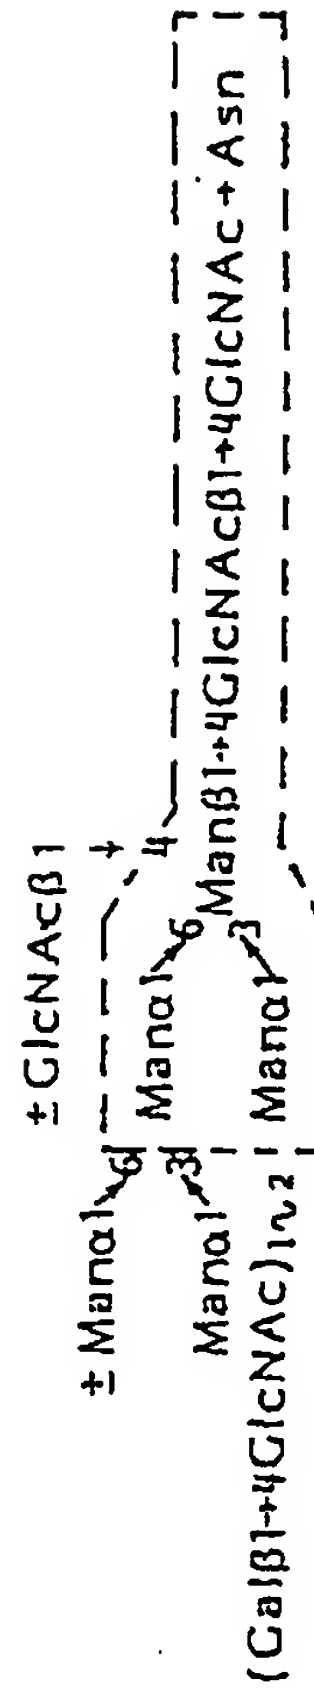 ±GlcNAcβ1
↓
±Manα1 4
↘6
Manα1
↘6
3 Manβ1→4GlcNAcβ1→4GlcNAc→Asn
↗ 3
Manα1 ↗
Manα1
(Galβ1→4GlcNAc)1~2